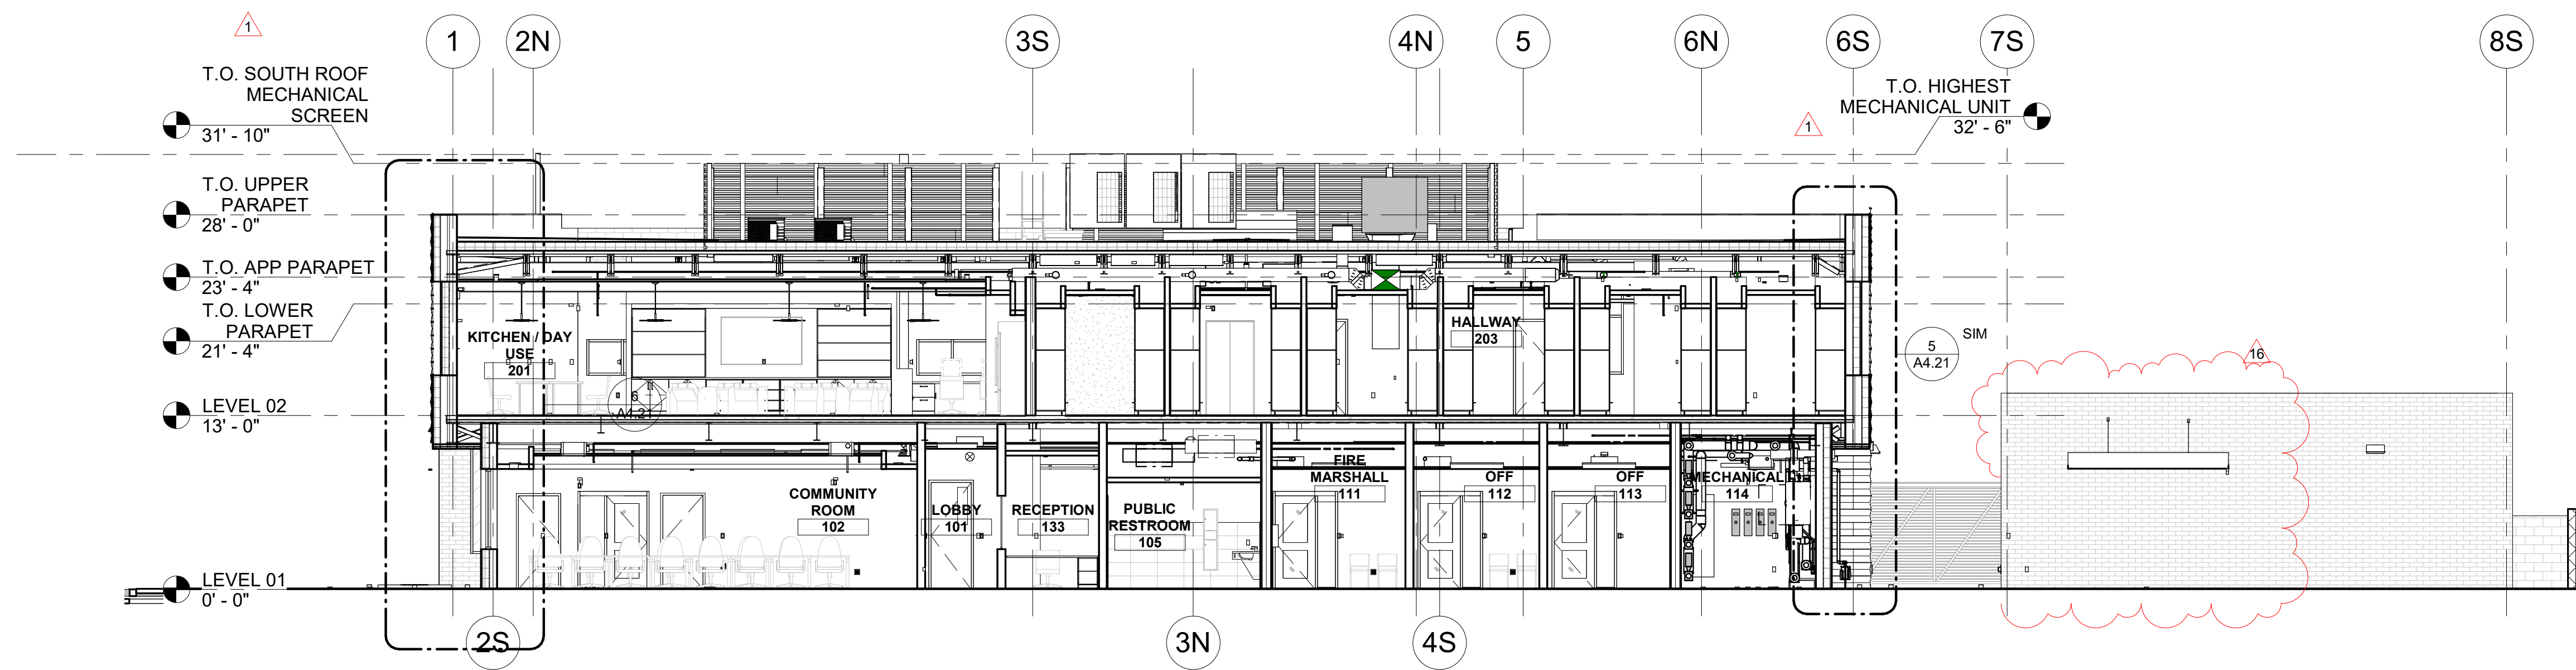 1
1
2N
3S
4N
5
6N
6S
7S
8S
T.O. SOUTH ROOF
MECHANICAL
SCREEN
31' - 10"
T.O. HIGHEST
MECHANICAL UNIT
32' - 6"
1
T.O. UPPER
PARAPET
28' - 0"
T.O. APP PARAPET
23' - 4"
T.O. LOWER
PARAPET
21' - 4"
KITCHEN / DAY
USE
201
HALLWAY
203
5
A4.21
SIM
16
6
A4.21
LEVEL 02
13' - 0"
COMMUNITY
ROOM
102
LOBBY
101
RECEPTION
133
PUBLIC
RESTROOM
105
FIRE
MARSHALL
111
OFF
112
OFF
113
MECHANICAL
114
LEVEL 01
0' - 0"
2S
3N
4S